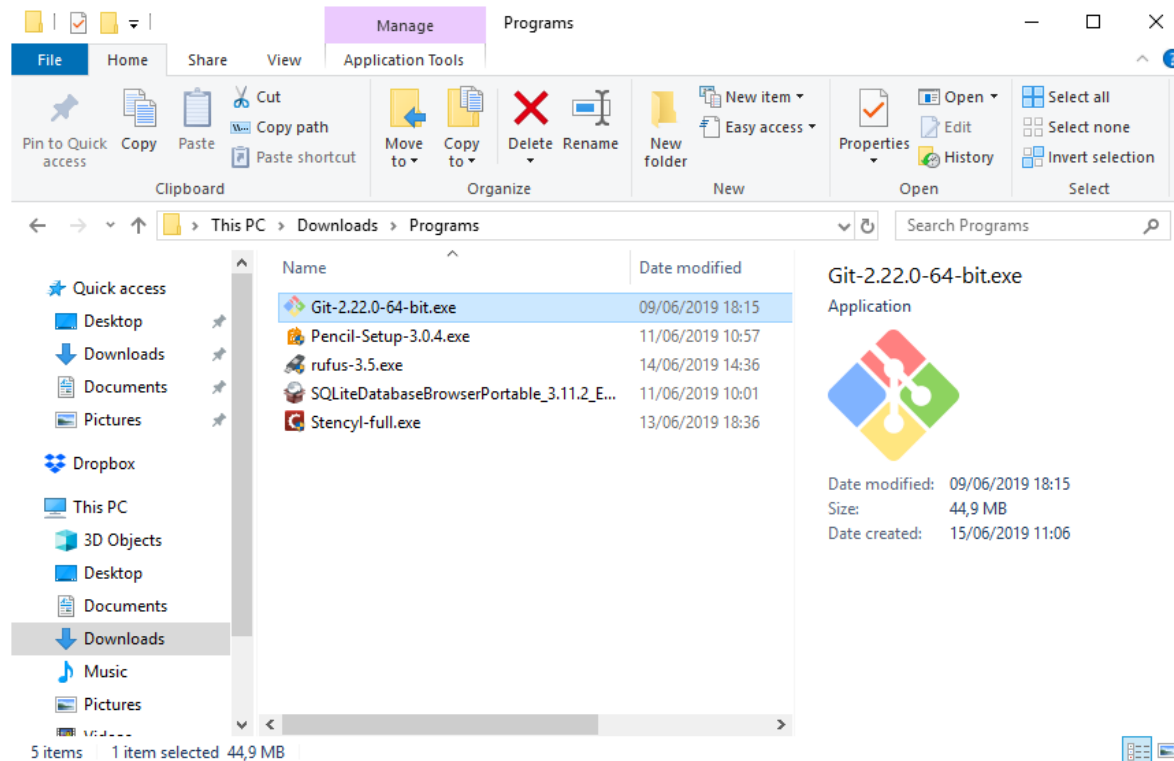 Manage
Programs
File Home Share View Application Tools
Pin to Quick access
Copy
Paste
Cut
Copy path
Paste shortcut
Clipboard
Move to
Copy to
Delete
Rename
Organize
New folder
New item
Easy access
New
Properties
Open
Edit
History
Open
Select all
Select none
Invert selection
Select
This PC > Downloads > Programs
Search Programs
Quick access
Desktop
Downloads
Documents
Pictures
Dropbox
This PC
3D Objects
Desktop
Documents
Downloads
Music
Pictures
Name Date modified
Git-2.22.0-64-bit.exe 09/06/2019 18:15
Pencil-Setup-3.0.4.exe 11/06/2019 10:57
rufus-3.5.exe 14/06/2019 14:36
SQLiteDatabaseBrowserPortable_3.11.2_E... 11/06/2019 10:01
Stencyl-full.exe 13/06/2019 18:36
Git-2.22.0-64-bit.exe
Application
Date modified: 09/06/2019 18:15
Size: 44,9 MB
Date created: 15/06/2019 11:06
5 items 1 item selected 44,9 MB